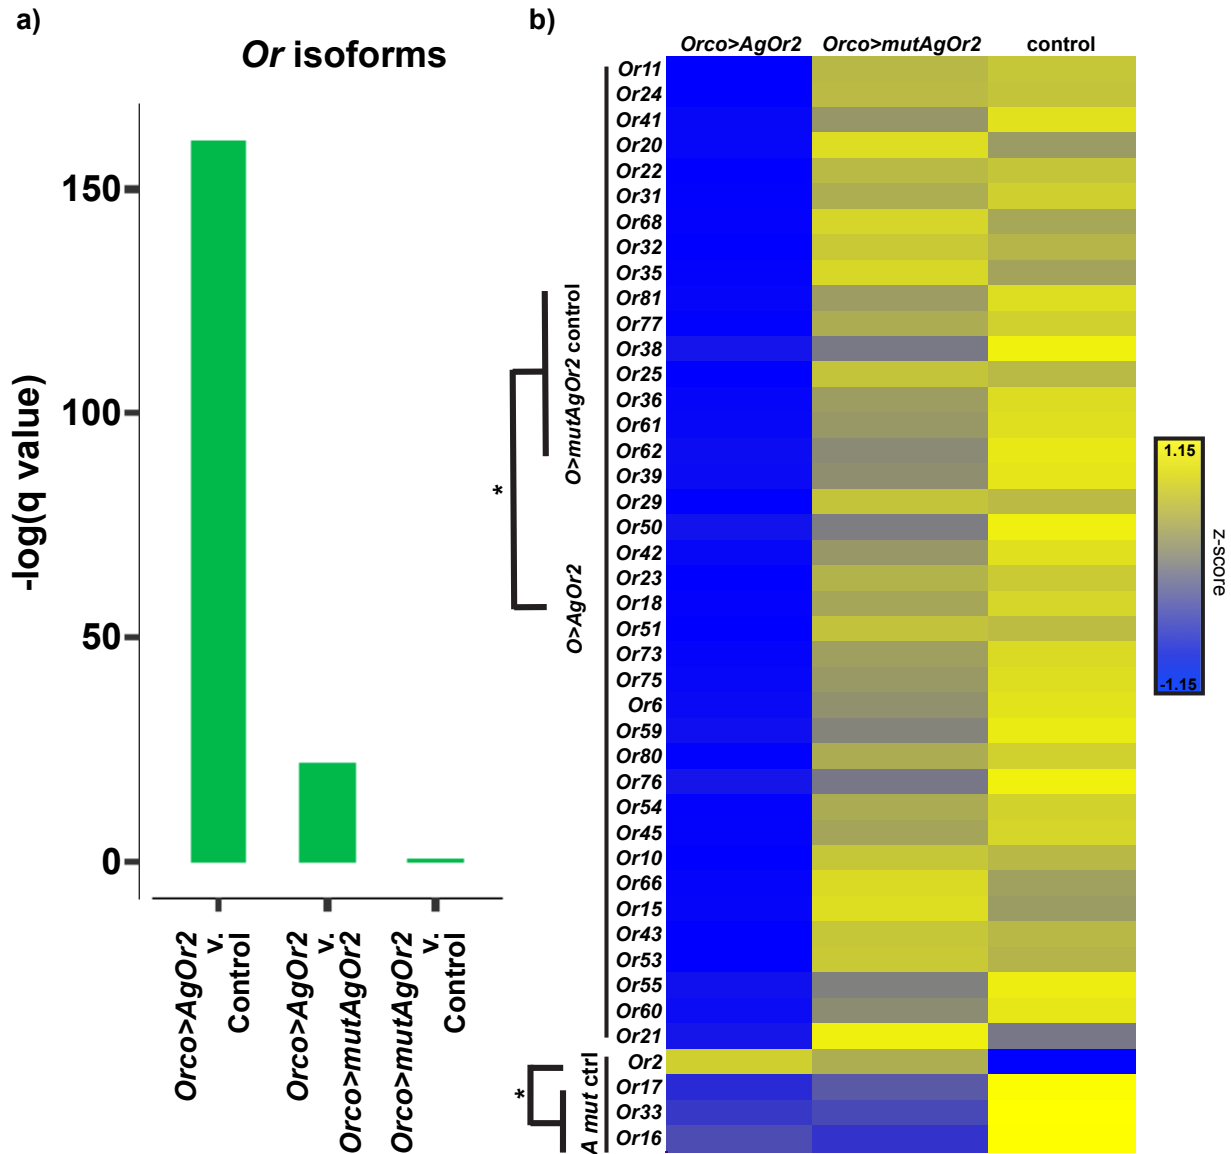 a)
Or isoforms
-log(q value)
150
100
50
0
Orco>AgOr2
v.
Control
Orco>AgOr2
v.
Orco>mutAgOr2
Orco>mutAgOr2
v.
Control
b)
Orco>AgOr2 Orco>mutAgOr2 control
Or11
Or24
Or41
Or20
Or22
Or31
Or68
Or32
Or35
Or81
Or77
Or38
Or25
Or36
Or61
Or62
Or39
Or29
Or50
Or42
Or23
Or18
Or51
Or73
Or75
Or6
Or59
Or80
Or76
Or54
Or45
Or10
Or66
Or15
Or43
Or53
Or55
Or60
Or21
Or2
Or17
Or33
Or16
*
O>AgOr2
O>mutAgOr2 control
*
A mut ctrl
1.15
-1.15
z-score